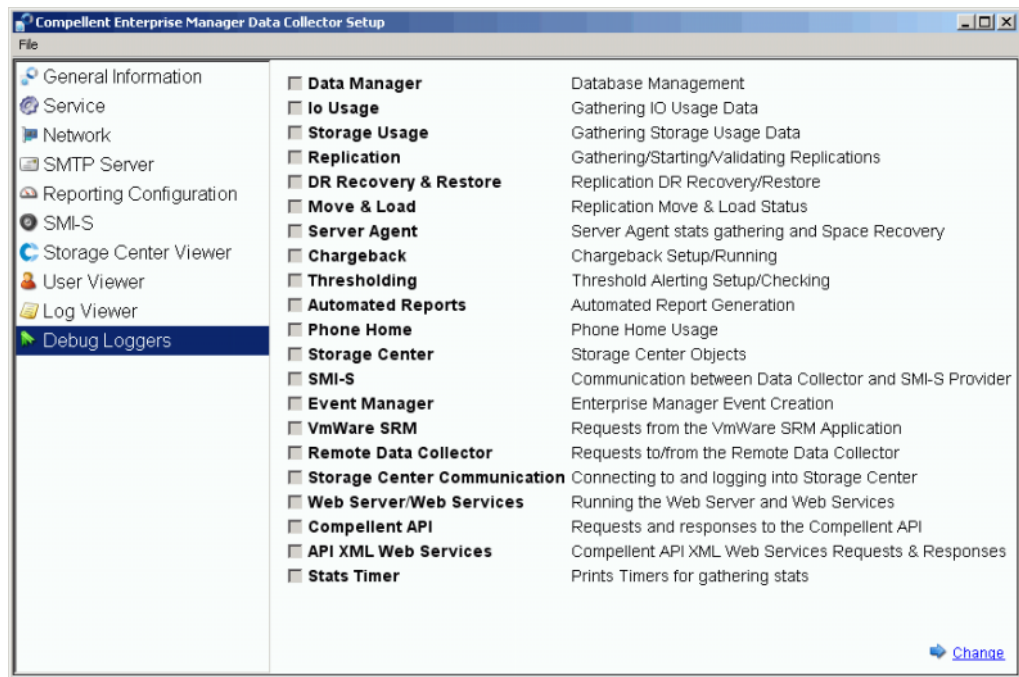 Compellent Enterprise Manager Data Collector Setup
File
General Information
Service
Network
SMTP Server
Reporting Configuration
SMI-S
Storage Center Viewer
User Viewer
Log Viewer
Debug Loggers
Data Manager Database Management
Io Usage Gathering IO Usage Data
Storage Usage Gathering Storage Usage Data
Replication Gathering/Starting/Validating Replications
DR Recovery & Restore Replication DR Recovery/Restore
Move & Load Replication Move & Load Status
Server Agent Server Agent stats gathering and Space Recovery
Chargeback Chargeback Setup/Running
Thresholding Threshold Alerting Setup/Checking
Automated Reports Automated Report Generation
Phone Home Phone Home Usage
Storage Center Storage Center Objects
SMI-S Communication between Data Collector and SMI-S Provider
Event Manager Enterprise Manager Event Creation
VmWare SRM Requests from the VmWare SRM Application
Remote Data Collector Requests to/from the Remote Data Collector
Storage Center Communication Connecting to and logging into Storage Center
Web Server/Web Services Running the Web Server and Web Services
Compellent API Requests and responses to the Compellent API
API XML Web Services Compellent API XML Web Services Requests & Responses
Stats Timer Prints Timers for gathering stats
Change